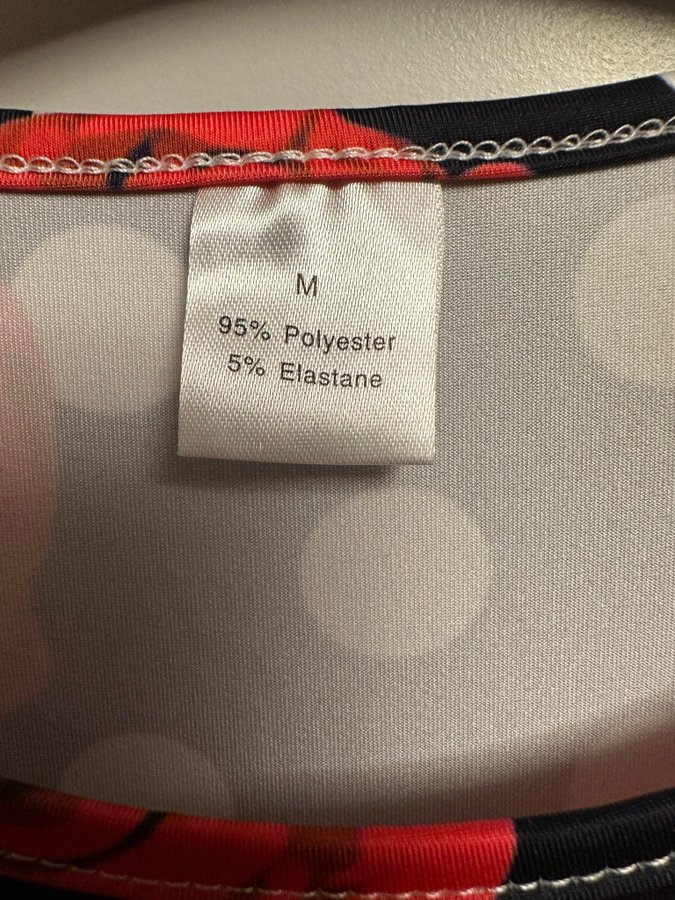 M
95% Polyester
5% Elastane